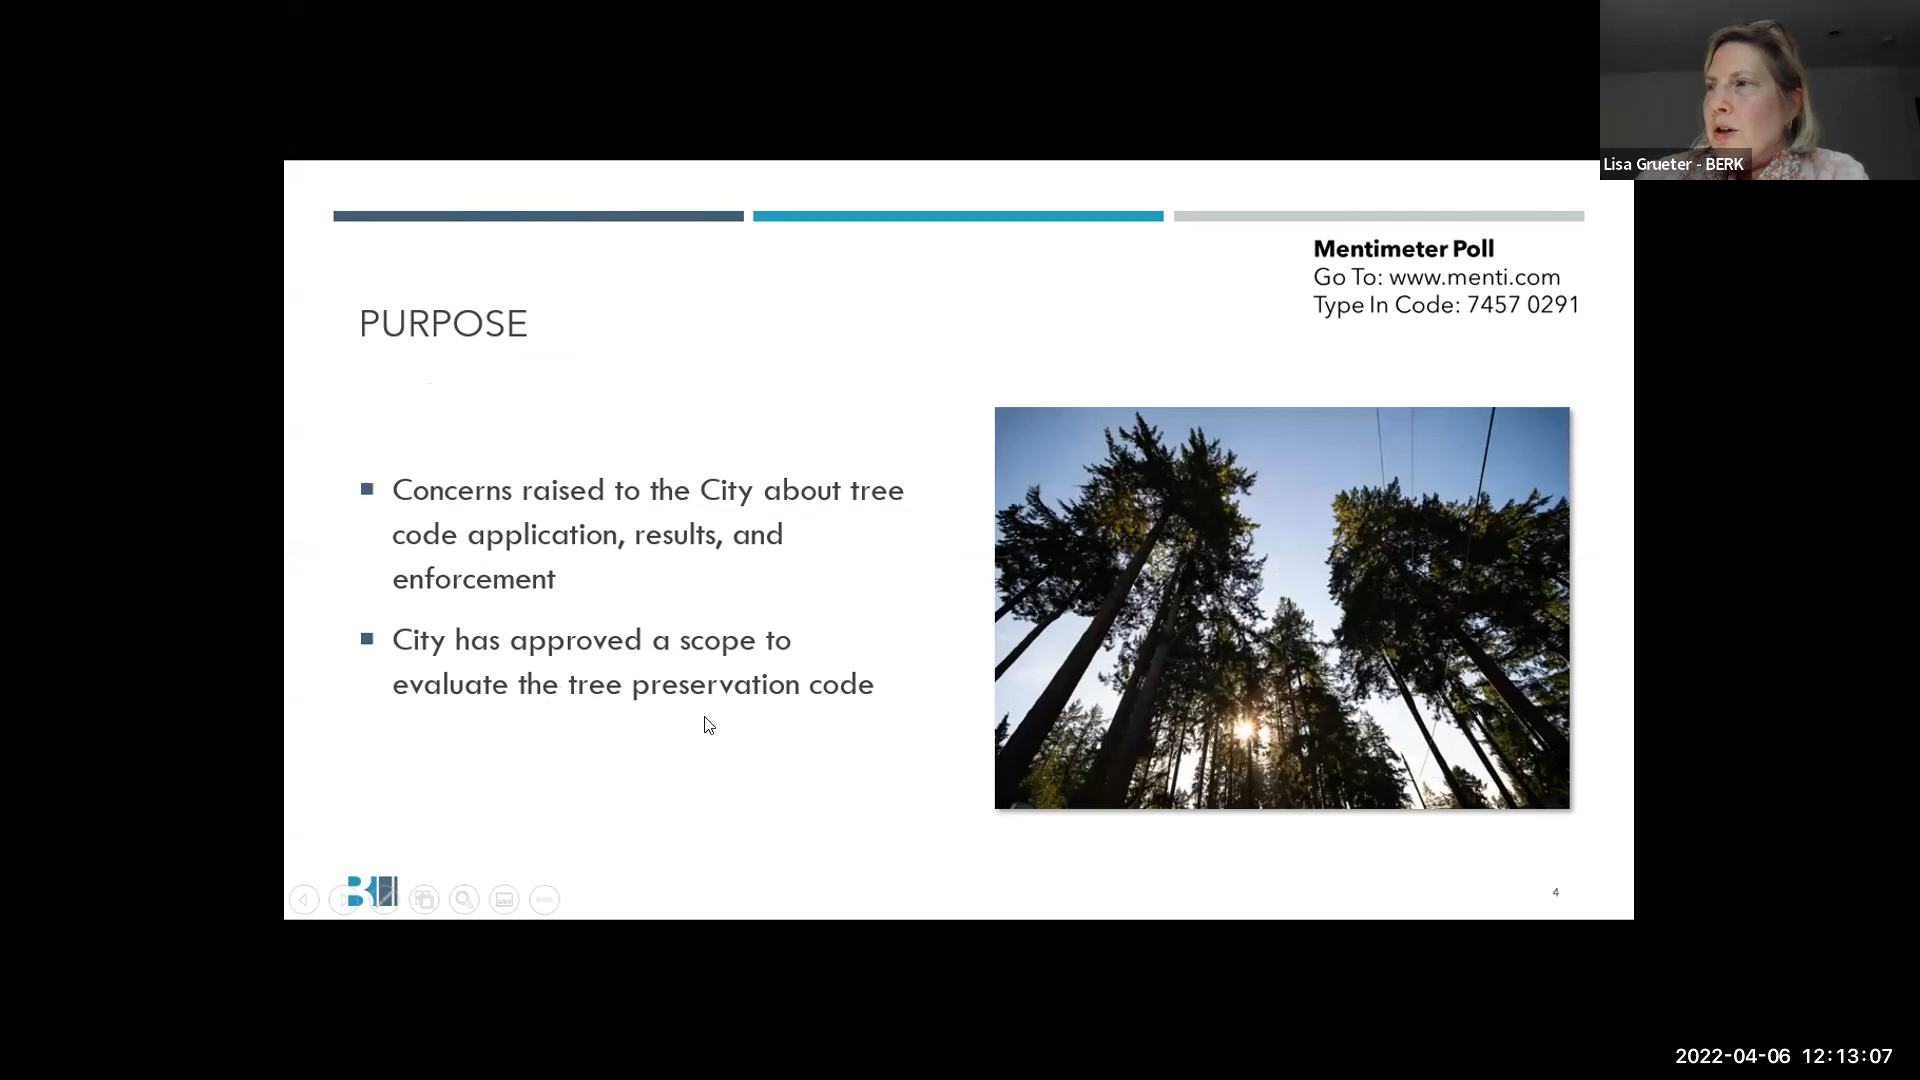 Lisa Grueter - BERK
Mentimeter Poll
Go To: www.menti.com
Type In Code: 7457 0291
PURPOSE
Concerns raised to the City about tree
code application, results, and
enforcement
City has approved a scope to
evaluate the tree preservation code
4
2022-04-06 12:13:07